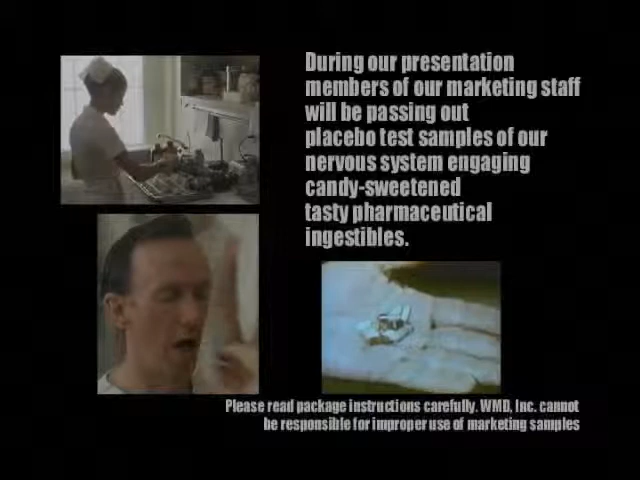 During our presentation
members of our marketing staff
will be passing out
placebo test samples of our
nervous system engaging
candy-sweetened
tasty pharmaceutical
ingestibles.
Please read package instructions carefully. WMD, Inc. cannot
be responsible for improper use of marketing samples